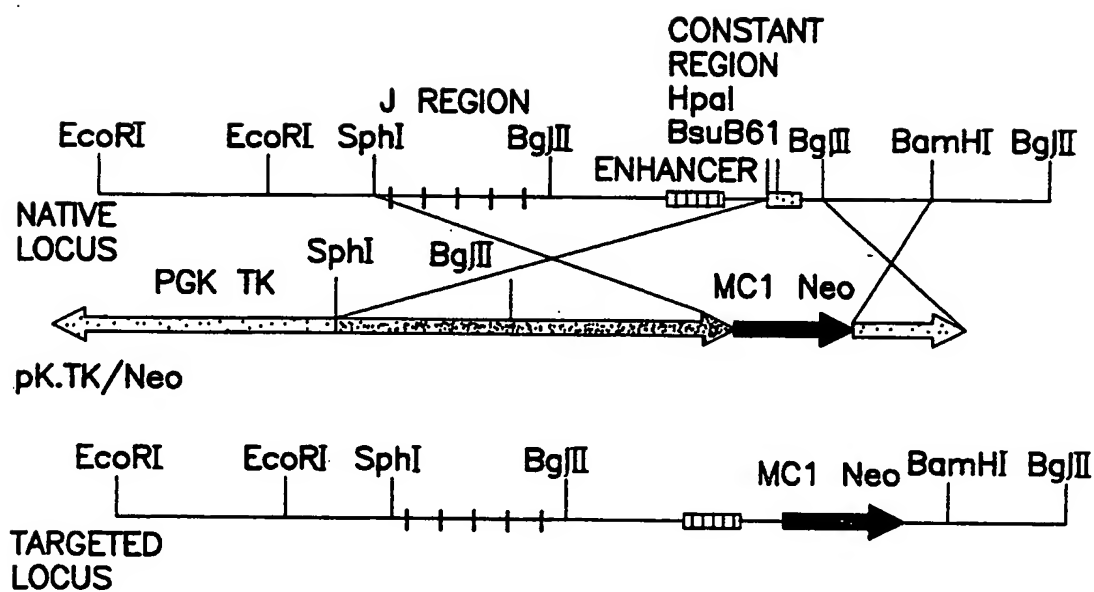 CONSTANT
REGION
HpaI
BsuB61
J REGION
EcoRI EcoRI SphI BglII BglII BamHI BglII
ENHANCER
NATIVE
LOCUS
SphI BglII
PGK TK MC1 Neo
pK.TK/Neo
EcoRI EcoRI SphI BglII MC1 Neo BamHI BglII
TARGETED
LOCUS